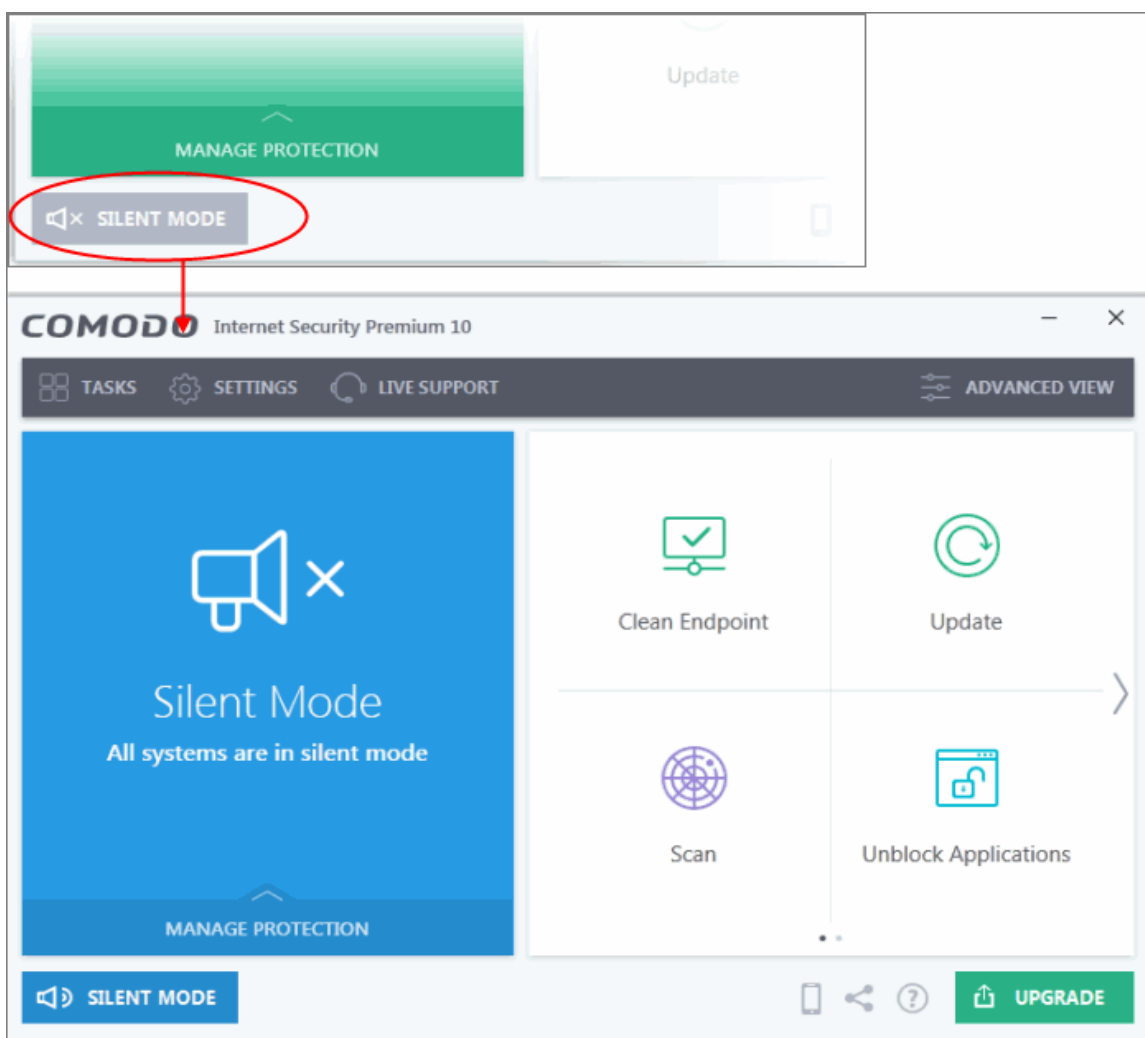 Update
MANAGE PROTECTION
SILENT MODE
COMODO Internet Security Premium 10
TASKS SETTINGS LIVE SUPPORT ADVANCED VIEW
Silent Mode
All systems are in silent mode
MANAGE PROTECTION
Clean Endpoint Update
Scan Unblock Applications
SILENT MODE UPGRADE